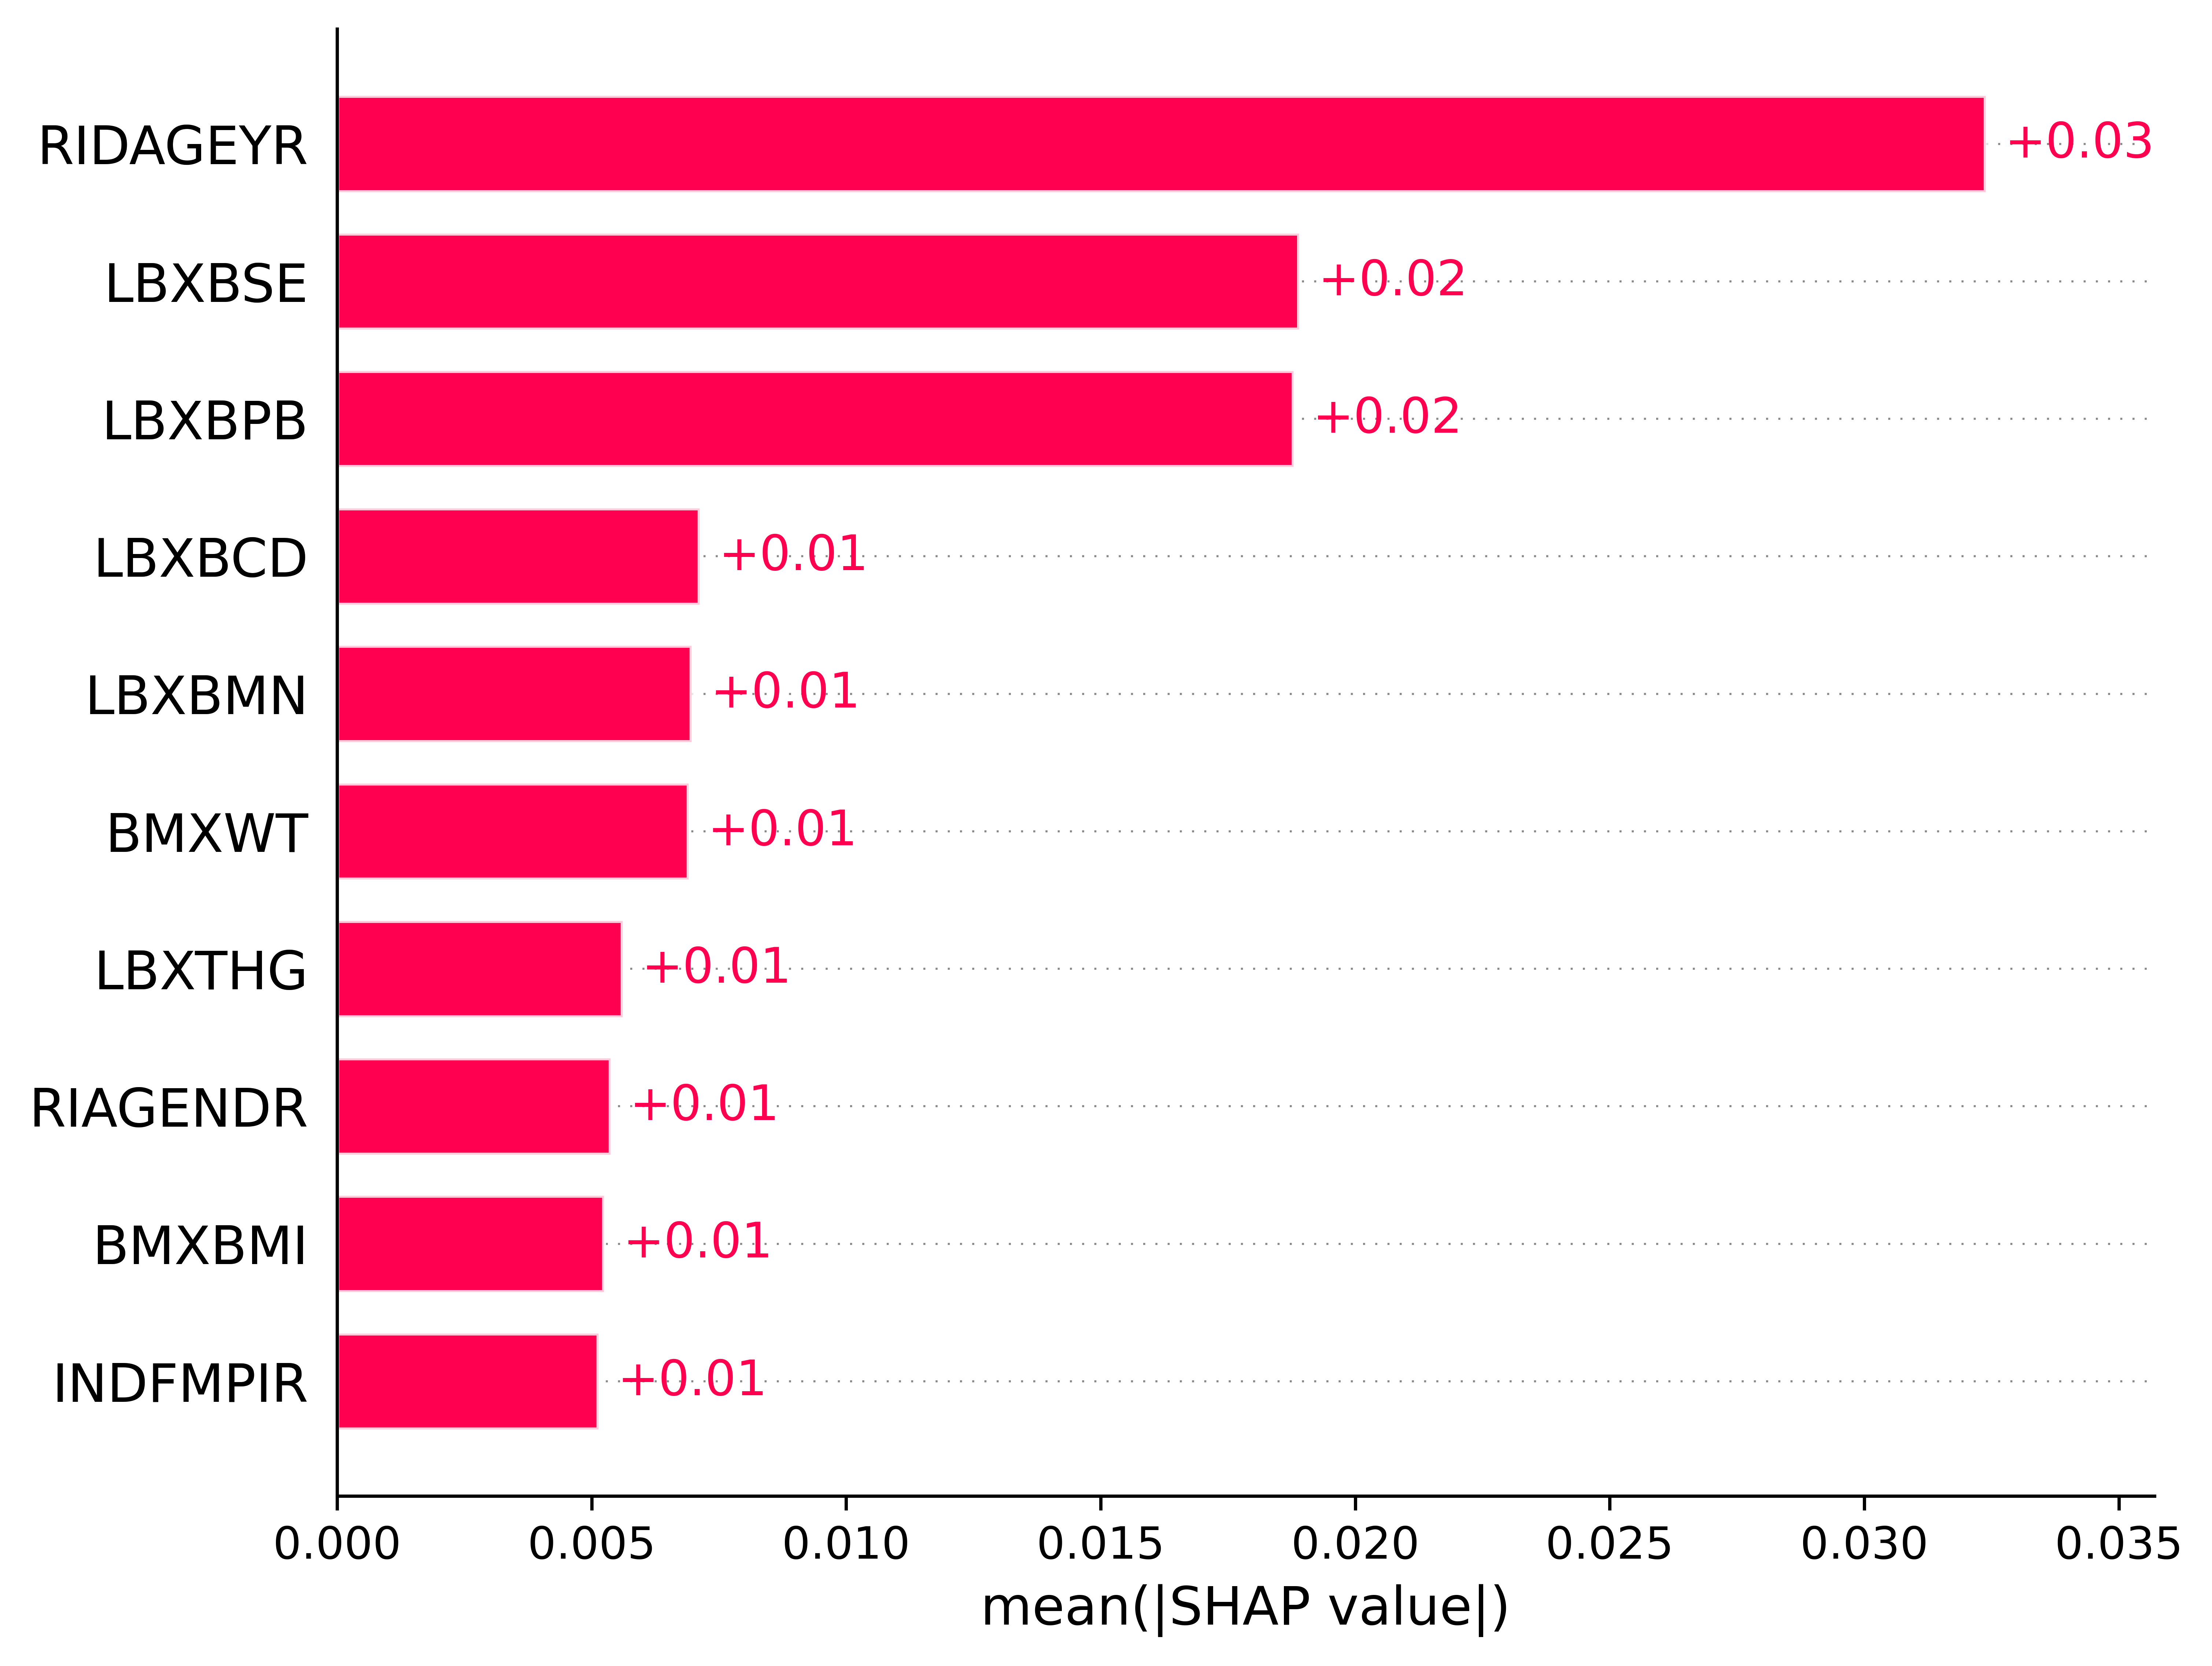 RIDAGEYR +0.03
LBXBSE +0.02
LBXBPB +0.02
LBXBCD +0.01
LBXBMN +0.01
BMXWT +0.01
LBXTHG +0.01
RIAGENDR +0.01
BMXBMI +0.01
INDFMPIR +0.01
0.000 0.005 0.010 0.015 0.020 0.025 0.030 0.035
mean(|SHAP value|)